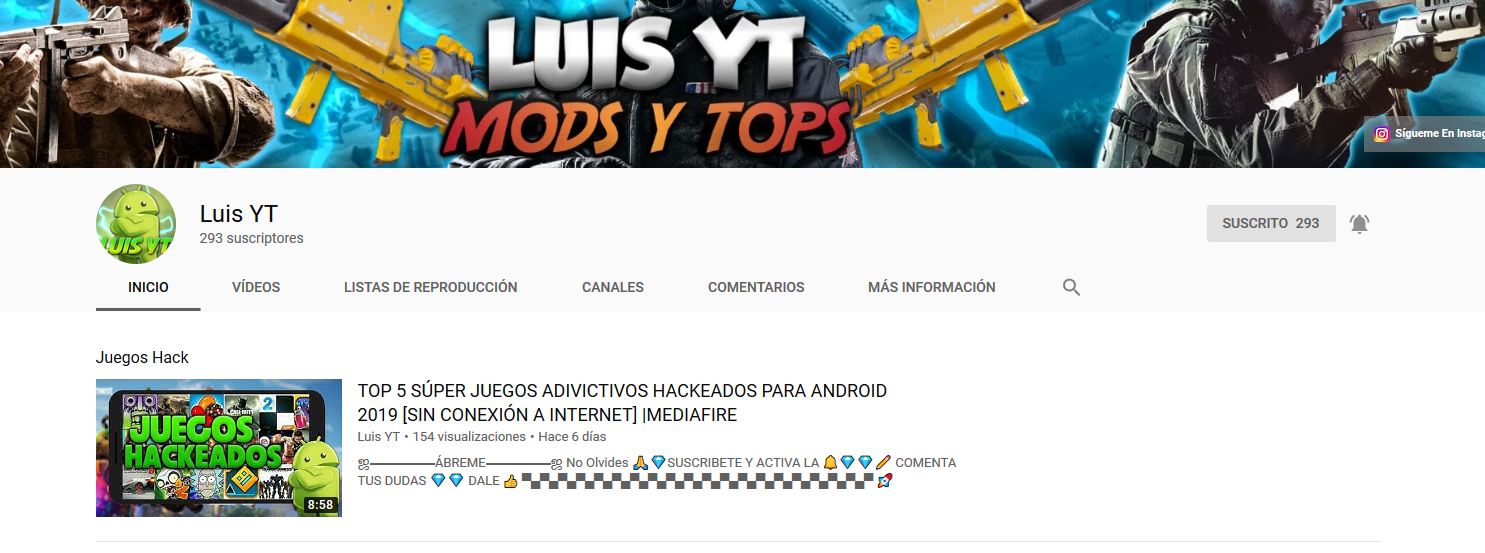 LUIS YT
MODS Y TOPS
Sígueme En Instag
LUIS YT
Luis YT
293 suscriptores
SUSCRITO 293
INICIO
VÍDEOS
LISTAS DE REPRODUCCIÓN
CANALES
COMENTARIOS
MÁS INFORMACIÓN
Juegos Hack
JUEGOS
HACKEADOS
8:58
TOP 5 SÚPER JUEGOS ADIVICTIVOS HACKEADOS PARA ANDROID
2019 [SIN CONEXIÓN A INTERNET] |MEDIAFIRE
Luis YT • 154 visualizaciones • Hace 6 días
ஜ————ÁBREME————ஜ No Olvides 🙏 💎SUSCRIBETE Y ACTIVA LA 🔔💎💎✏️ COMENTA
TUS DUDAS 💎💎 DALE 👍 ▀▄▀▄▀▄▀▄▀▄▀▄▀▄▀▄▀▄▀▄▀▄▀▄▀▄▀▄▀▄▀ 🚀